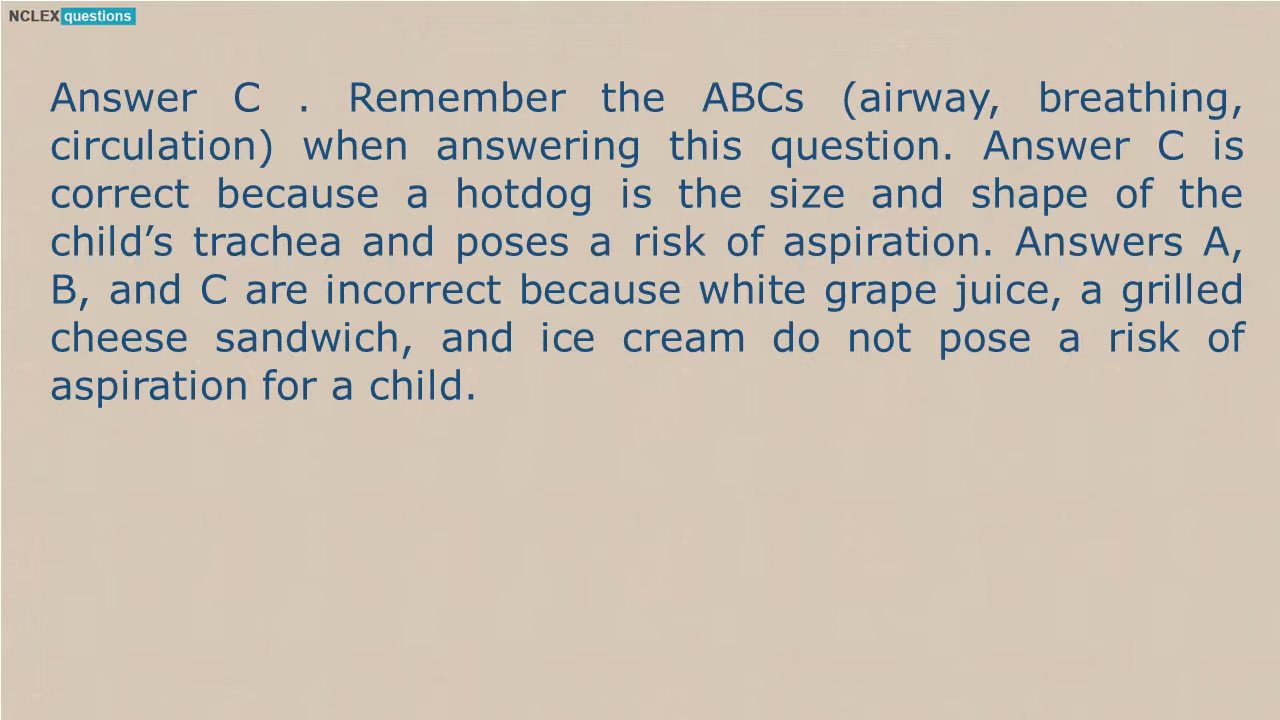 NCLEX questions
Answer C . Remember the ABCs (airway, breathing,
circulation) when answering this question. Answer C is
correct because a hotdog is the size and shape of the
child’s trachea and poses a risk of aspiration. Answers A,
B, and C are incorrect because white grape juice, a grilled
cheese sandwich, and ice cream do not pose a risk of
aspiration for a child.